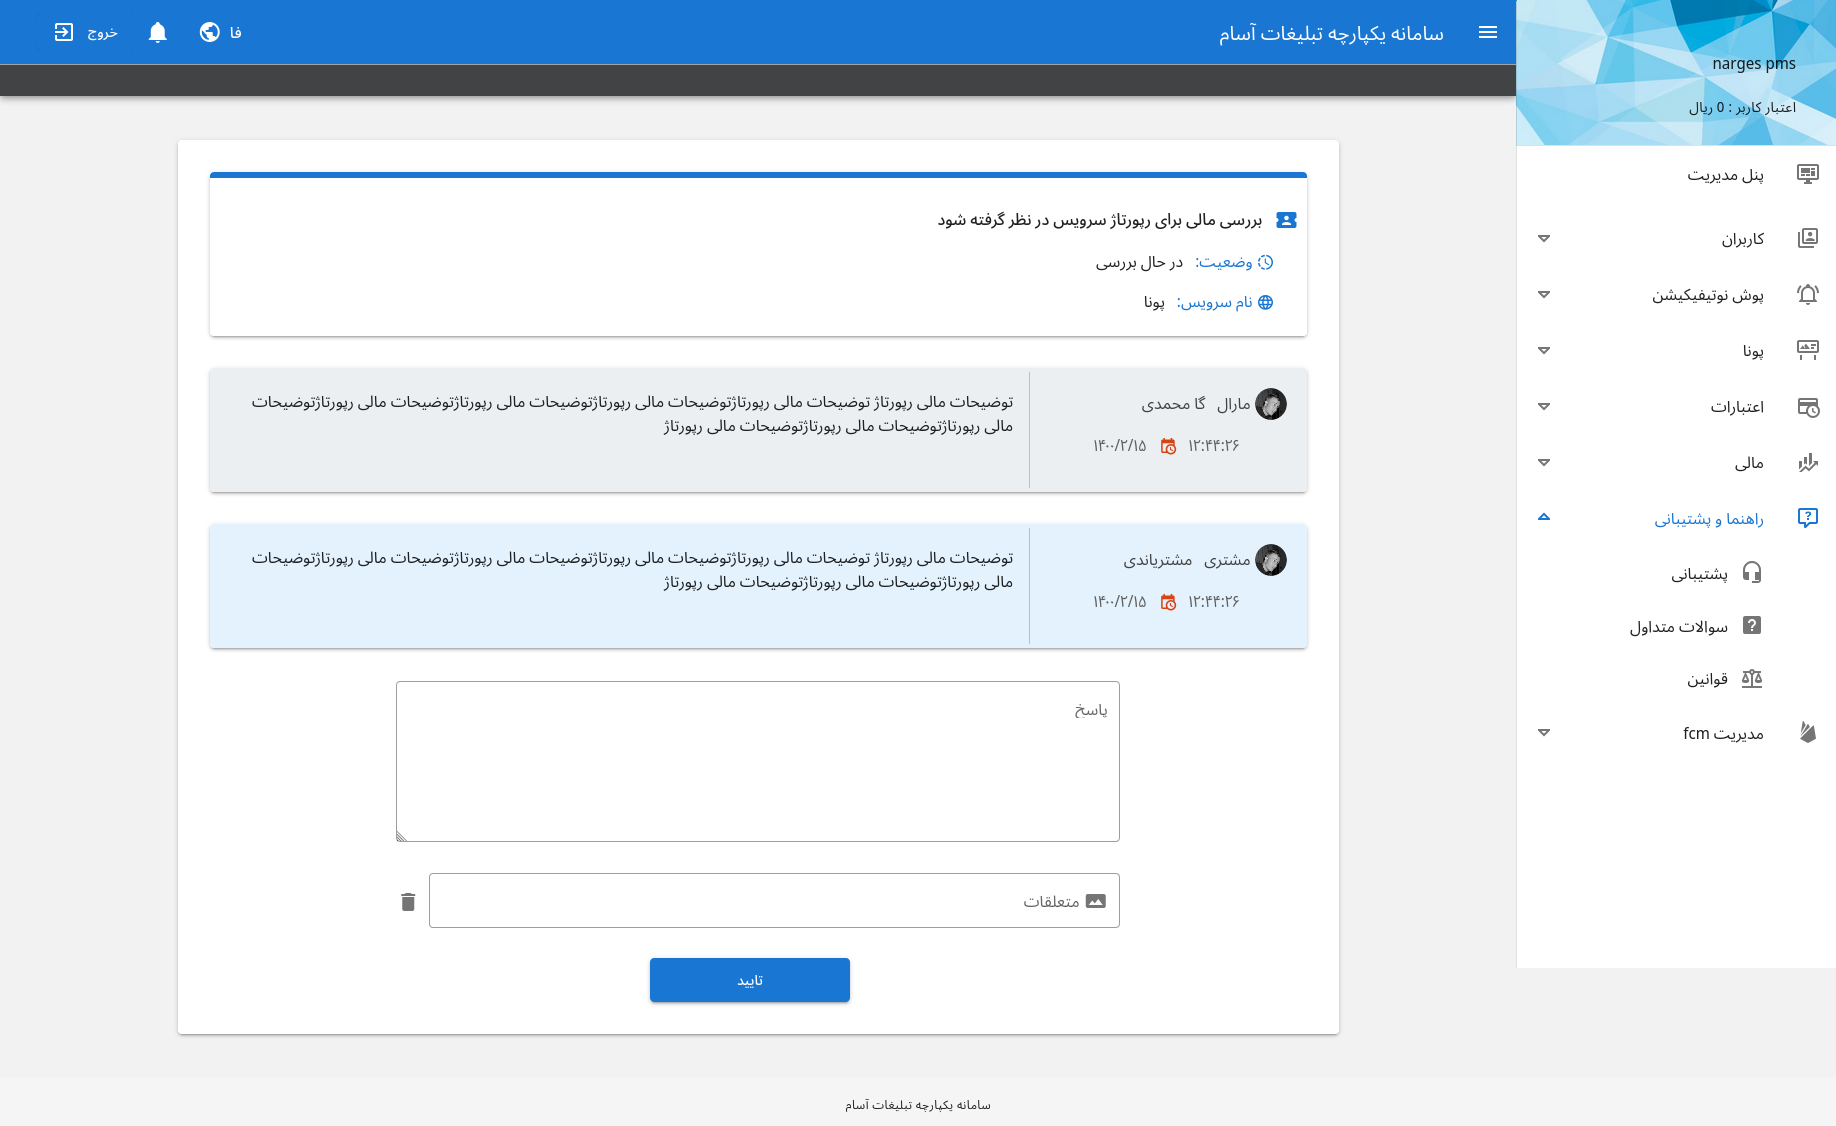 سامانه یکپارچه تبلیغات آسام
فا
خروج
narges pms
اعتبار کاربر : 0 ریال
پنل مدیریت
کاربران
پوش نوتیفیکیشن
پونا
اعتبارات
مالی
راهنما و پشتیبانی
پشتیبانی
سوالات متداول
قوانین
مدیریت fcm
بررسی مالی برای رپورتاژ سرویس در نظر گرفته شود
وضعیت: در حال بررسی
نام سرویس: پونا
مارال گا محمدی
۱۲:۴۴:۲۶ ۱۴۰۰/۲/۱۵
توضیحات مالی رپورتاژ توضیحات مالی رپورتاژتوضیحات مالی رپورتاژتوضیحات مالی رپورتاژتوضیحات مالی رپورتاژتوضیحات
مالی رپورتاژتوضیحات مالی رپورتاژتوضیحات مالی رپورتاژ
مشتری مشتریاندی
۱۲:۴۴:۲۶ ۱۴۰۰/۲/۱۵
توضیحات مالی رپورتاژ توضیحات مالی رپورتاژتوضیحات مالی رپورتاژتوضیحات مالی رپورتاژتوضیحات مالی رپورتاژتوضیحات
مالی رپورتاژتوضیحات مالی رپورتاژتوضیحات مالی رپورتاژ
پاسخ
متعلقات
تایید
سامانه یکپارچه تبلیغات آسام